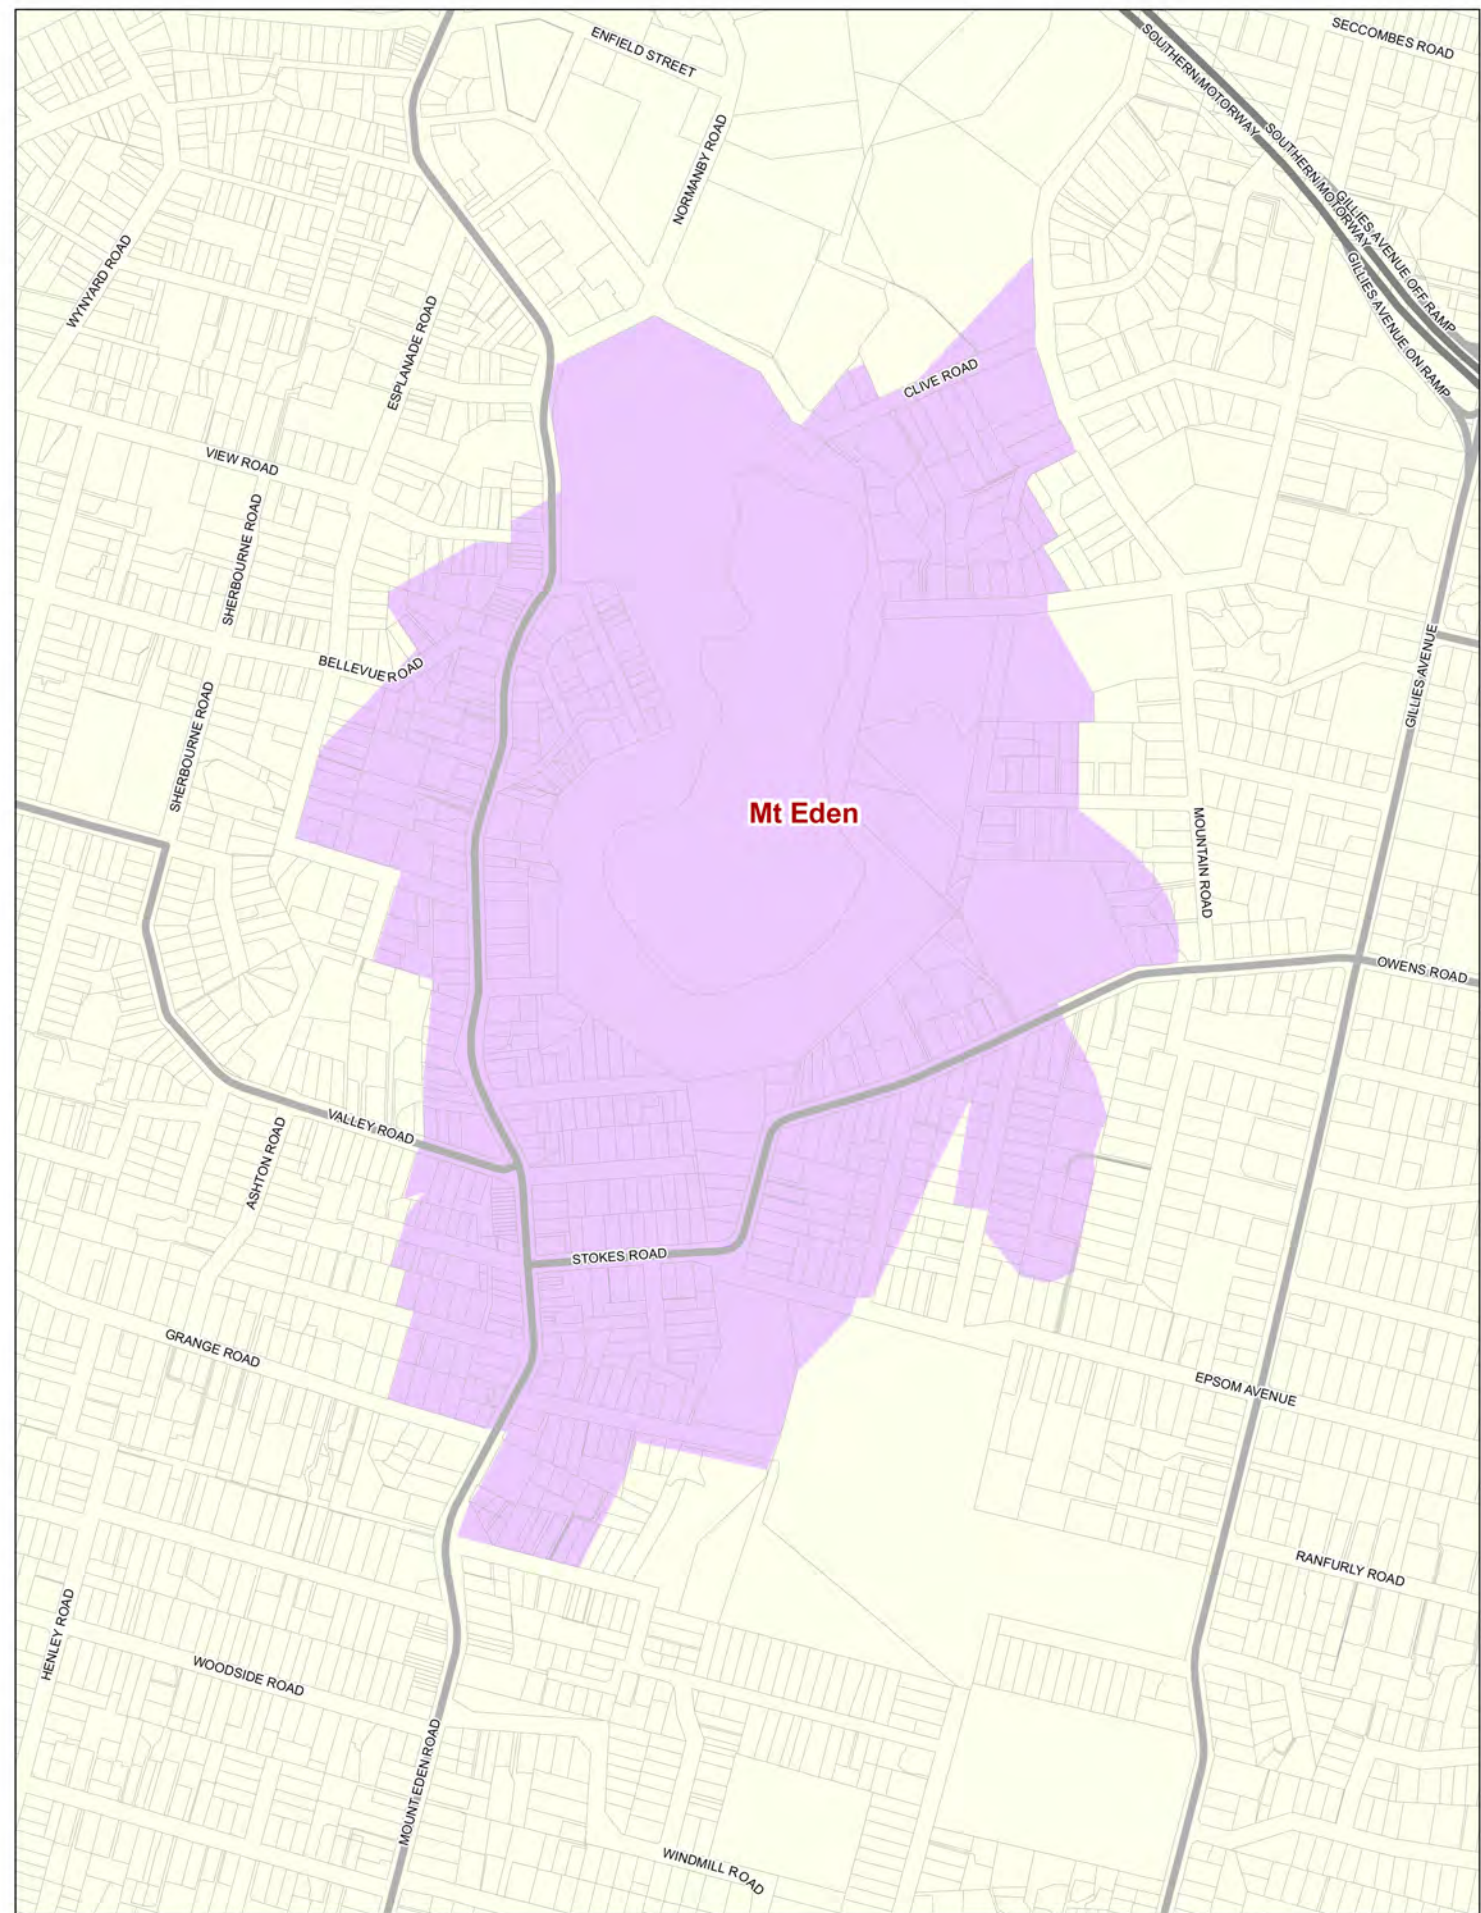 SECCOMBES ROAD
ENFIELD STREET
SOUTHERN MOTORWAY
SOUTHERN MOTORWAY
NORMANBY ROAD
GILLIES AVENUE OFF RAMP
GILLIES AVENUE ON RAMP
WYNYARD ROAD
ESPLANADE ROAD
CLIVE ROAD
VIEW ROAD
SHERBOURNE ROAD
BELLEVUE ROAD
GILLIES AVENUE
SHERBOURNE ROAD
Mt Eden
MOUNTAIN ROAD
OWENS ROAD
VALLEY ROAD
ASHTON ROAD
STOKES ROAD
GRANGE ROAD
EPSOM AVENUE
RANFURLY ROAD
HENLEY ROAD
WOODSIDE ROAD
MOUNT EDEN ROAD
WINDMILL ROAD